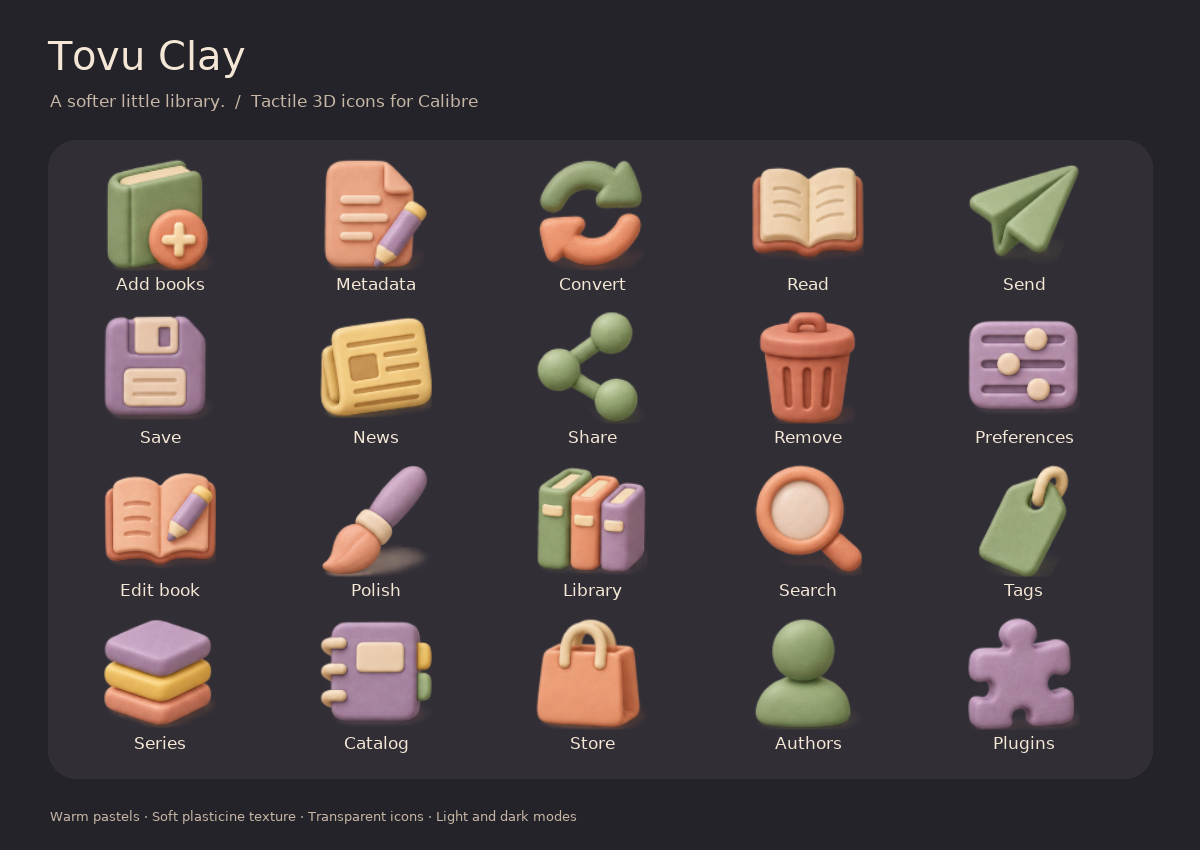 Tovu Clay
A softer little library.  /  Tactile 3D icons for Calibre
Add books
Metadata
Convert
Read
Send
Save
News
Share
Remove
Preferences
Edit book
Polish
Library
Search
Tags
Series
Catalog
Store
Authors
Plugins
Warm pastels · Soft plasticine texture · Transparent icons · Light and dark modes